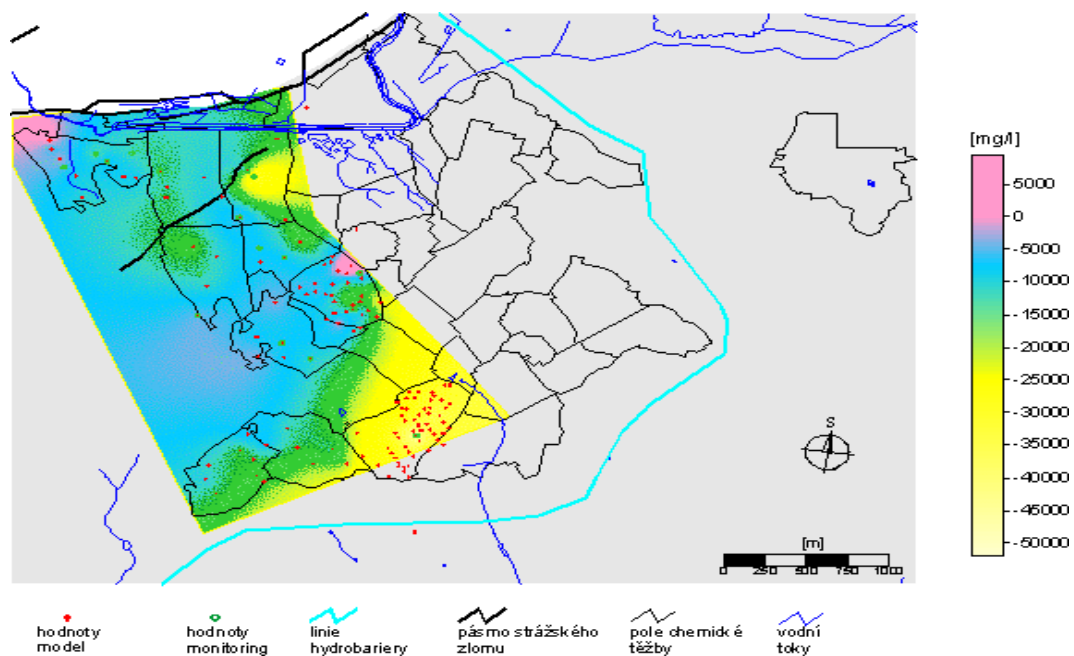 [mg/l]
5000
0
-5000
-10000
-15000
-20000
-25000
-30000
-35000
-40000
-45000
-50000
S
[m]
0 250 500 750 1000
hodnoty
model
hodnoty
monitoring
linie
hydrobariery
pásmo strážského
zlomu
pole chemické
těžby
vodní
toky